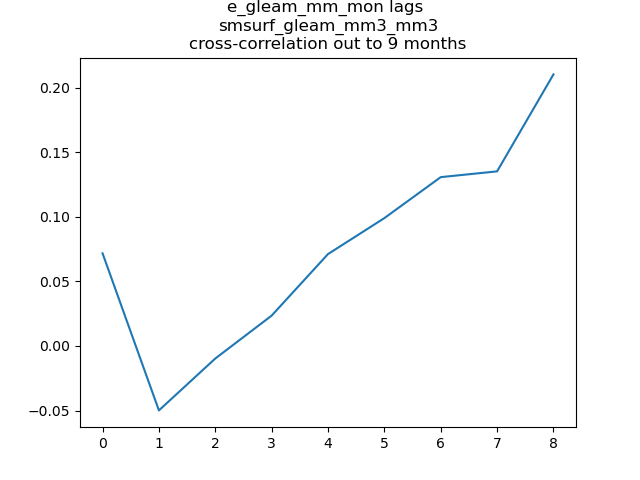 e_gleam_mm_mon lags
smsurf_gleam_mm3_mm3
cross-correlation out to 9 months
0.20
0.15
0.10
0.05
0.00
−0.05
0 1 2 3 4 5 6 7 8